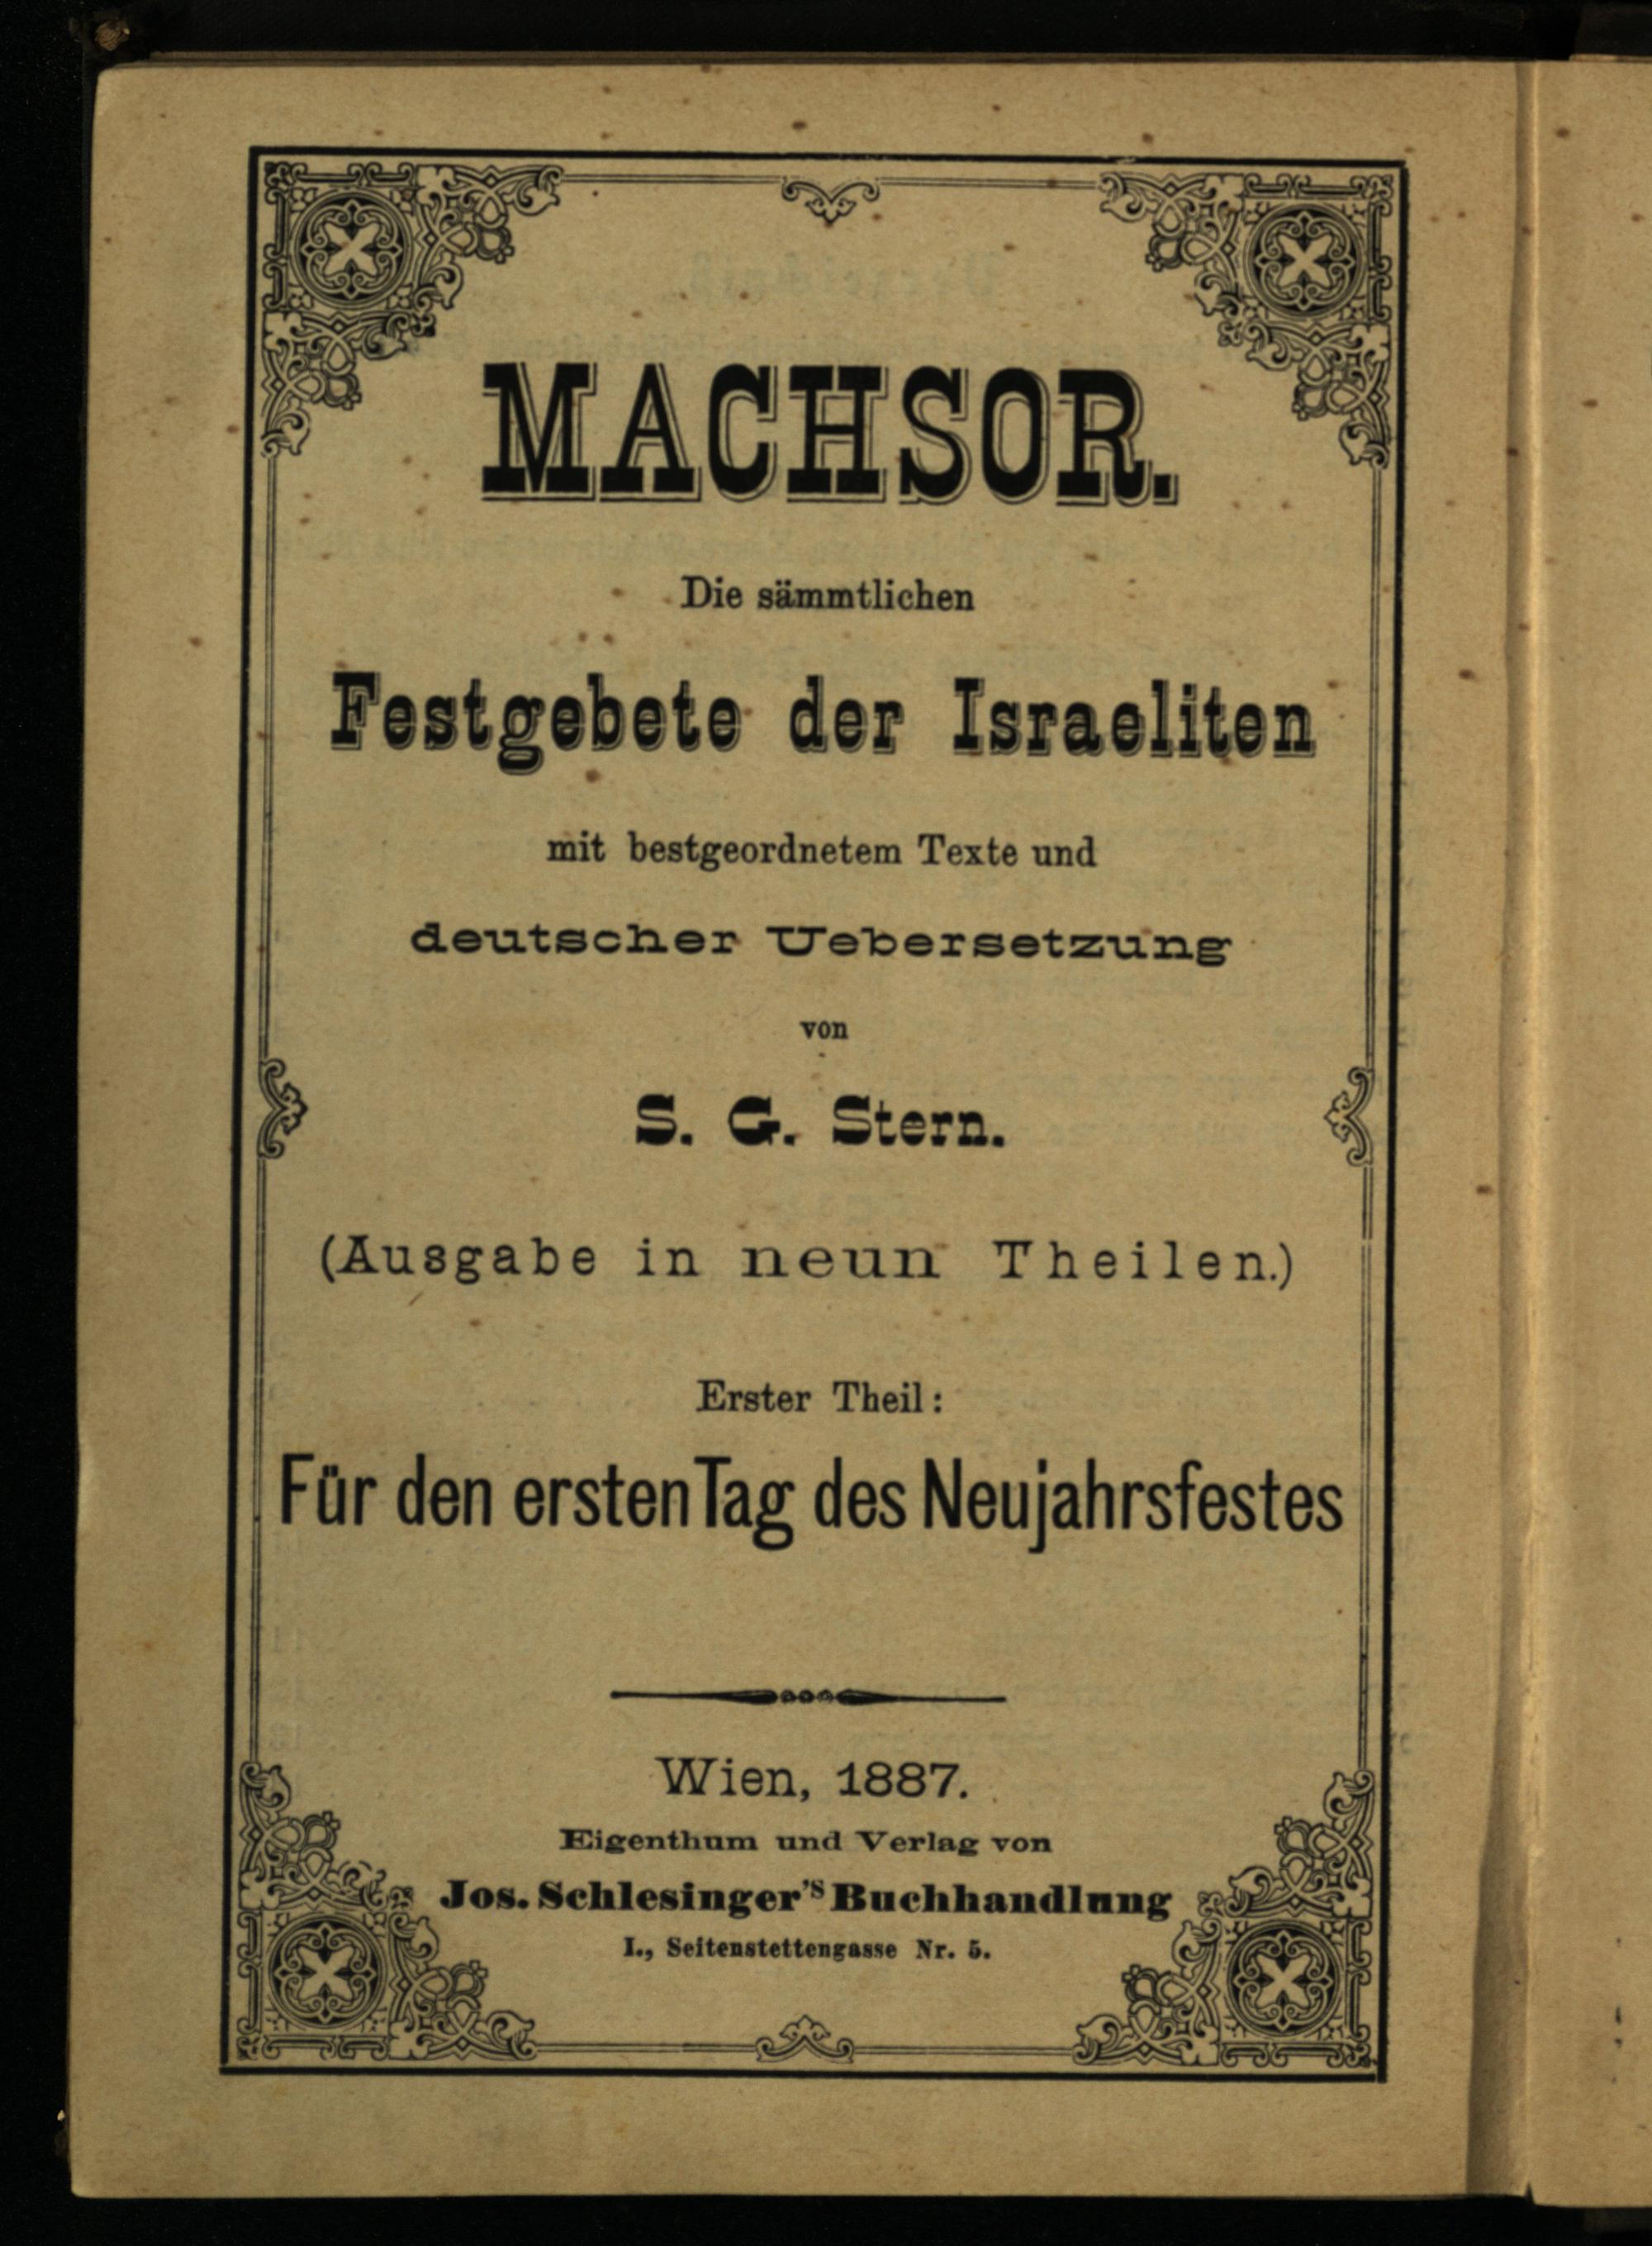 MACHSOR.
Die sämmtlichen
Festgebete der Israeliten
mit bestgeordnetem Texte und
deutscher Uebersetzung
von
S. G. Stern.
(Ausgabe in neun Theilen.)
Erster Theil:
Für den ersten Tag des Neujahrsfestes
Wien, 1887.
Eigenthum und Verlag von
Jos. Schlesinger's Buchhandlung
I., Seitenstettengasse Nr. 5.